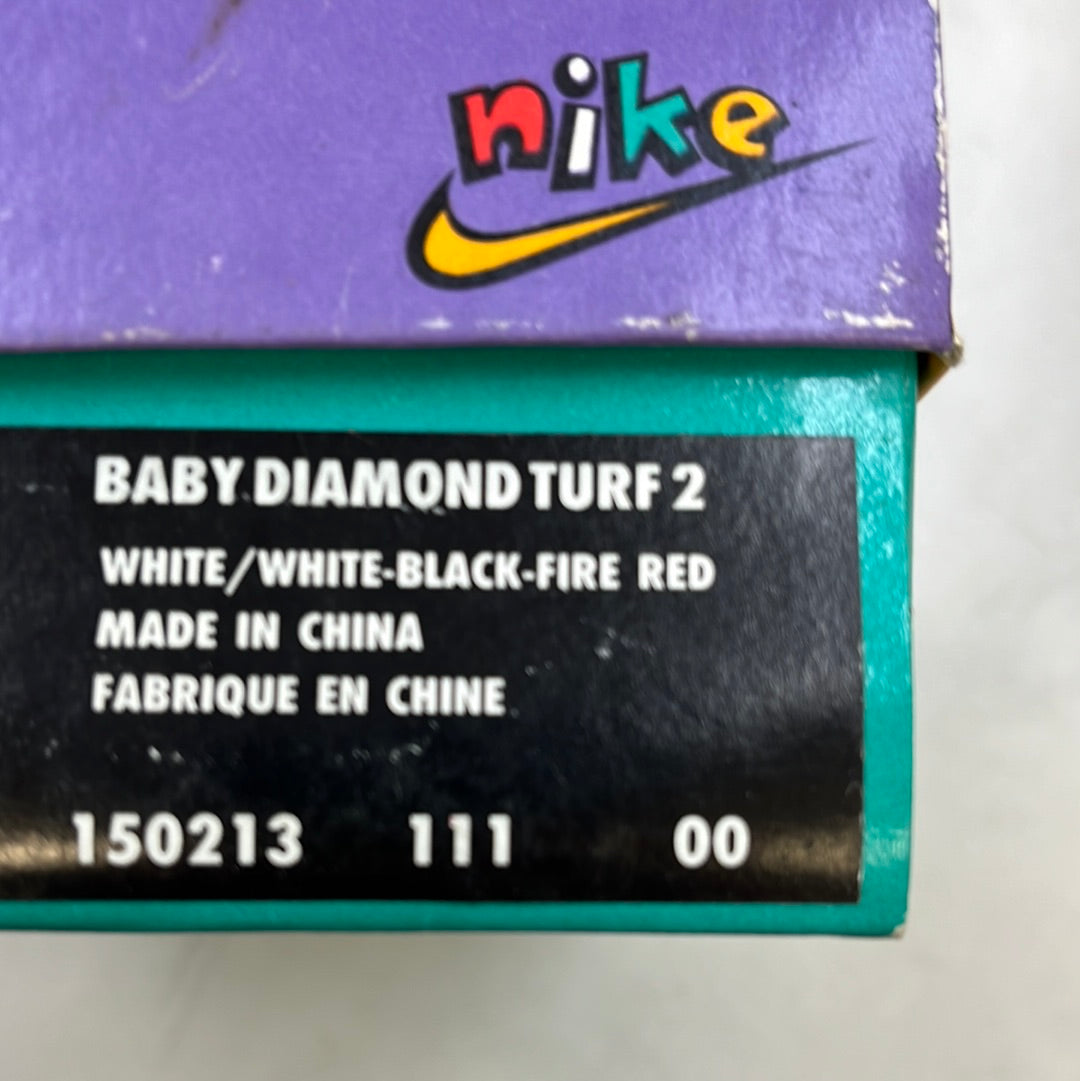 nike
BABY DIAMOND TURF 2
WHITE/WHITE-BLACK-FIRE RED
MADE IN CHINA
FABRIQUE EN CHINE
150213 111 00